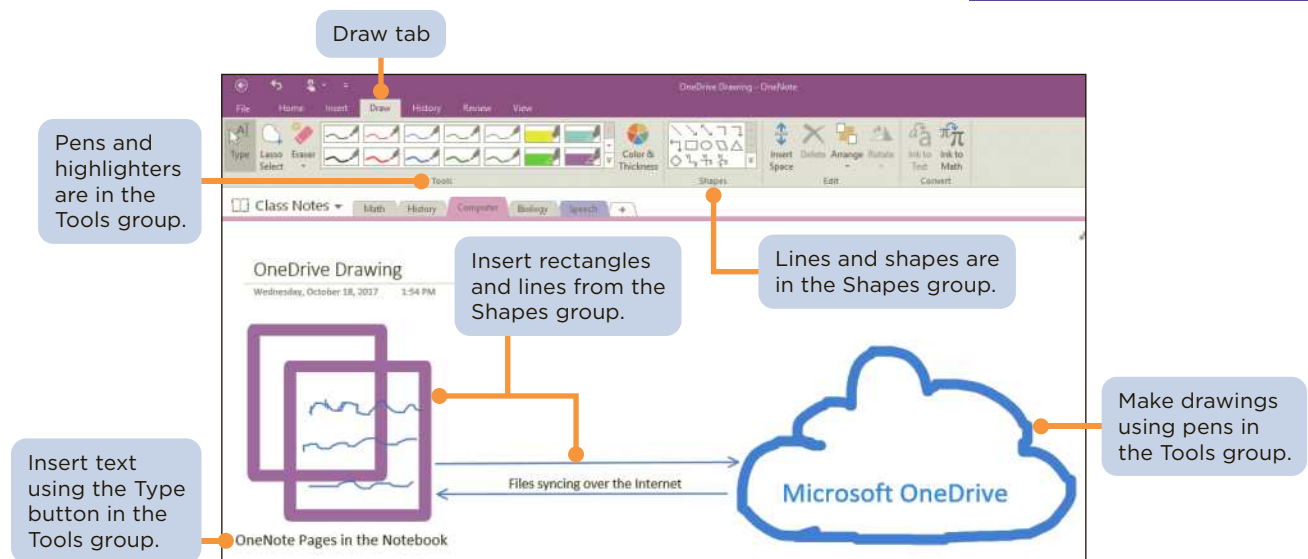 Draw tab
OneDrive Drawing - OneNote
File Home Insert Draw History Review View
Pens and
highlighters
are in the
Tools group.
Type
Lasso
Select
Eraser
Color &
Thickness
Insert
Space
Delete
Arrange
Rotate
Ink to
Text
Ink to
Math
Tools
Shapes
Edit
Convert
Class Notes
Math History Computer Biology Speech +
OneDrive Drawing
Wednesday, October 18, 2017 1:54 PM
Insert rectangles
and lines from the
Shapes group.
Lines and shapes are
in the Shapes group.
Make drawings
using pens in
the Tools group.
Files syncing over the Internet
Microsoft OneDrive
Insert text
using the Type
button in the
Tools group.
OneNote Pages in the Notebook